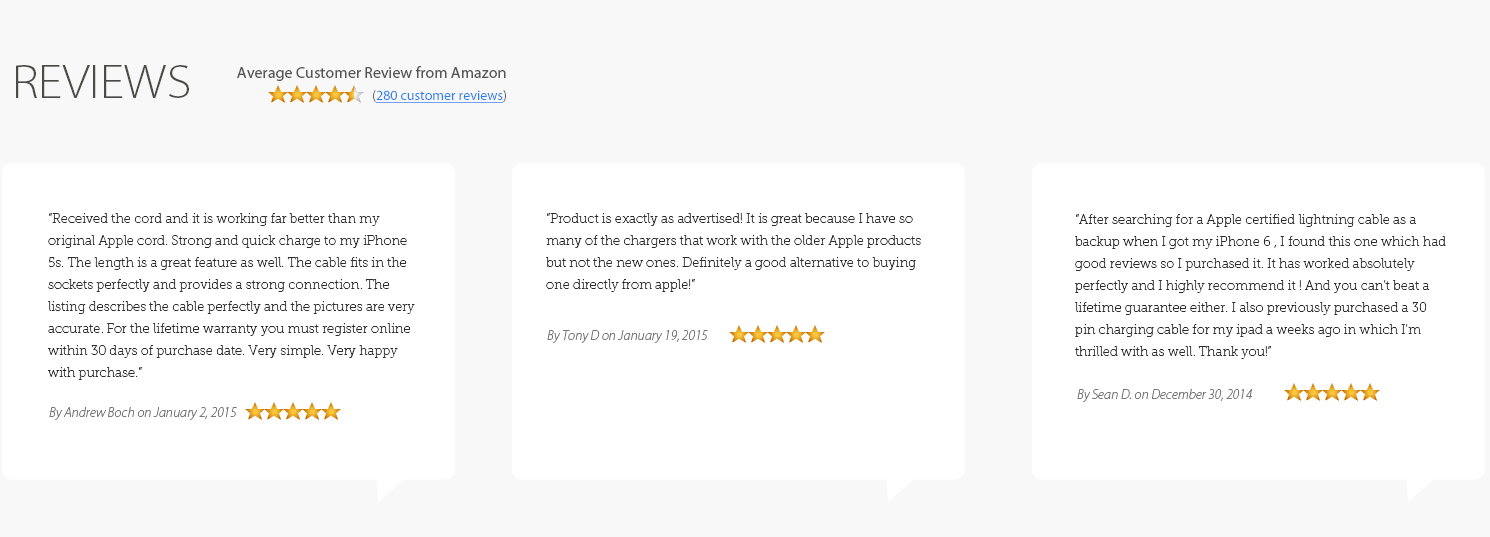 REVIEWS
Average Customer Review from Amazon
(280 customer reviews)
“Received the cord and it is working far better than my
original Apple cord. Strong and quick charge to my iPhone
5s. The length is a great feature as well. The cable fits in the
sockets perfectly and provides a strong connection. The
listing describes the cable perfectly and the pictures are very
accurate. For the lifetime warranty you must register online
within 30 days of purchase date. Very simple. Very happy
with purchase.”
By Andrew Boch on January 2, 2015
“Product is exactly as advertised! It is great because I have so
many of the chargers that work with the older Apple products
but not the new ones. Definitely a good alternative to buying
one directly from apple!”
By Tony D on January 19, 2015
“After searching for a Apple certified lightning cable as a
backup when I got my iPhone 6 , I found this one which had
good reviews so I purchased it. It has worked absolutely
perfectly and I highly recommend it ! And you can't beat a
lifetime guarantee either. I also previously purchased a 30
pin charging cable for my ipad a weeks ago in which I'm
thrilled with as well. Thank you!”
By Sean D. on December 30, 2014